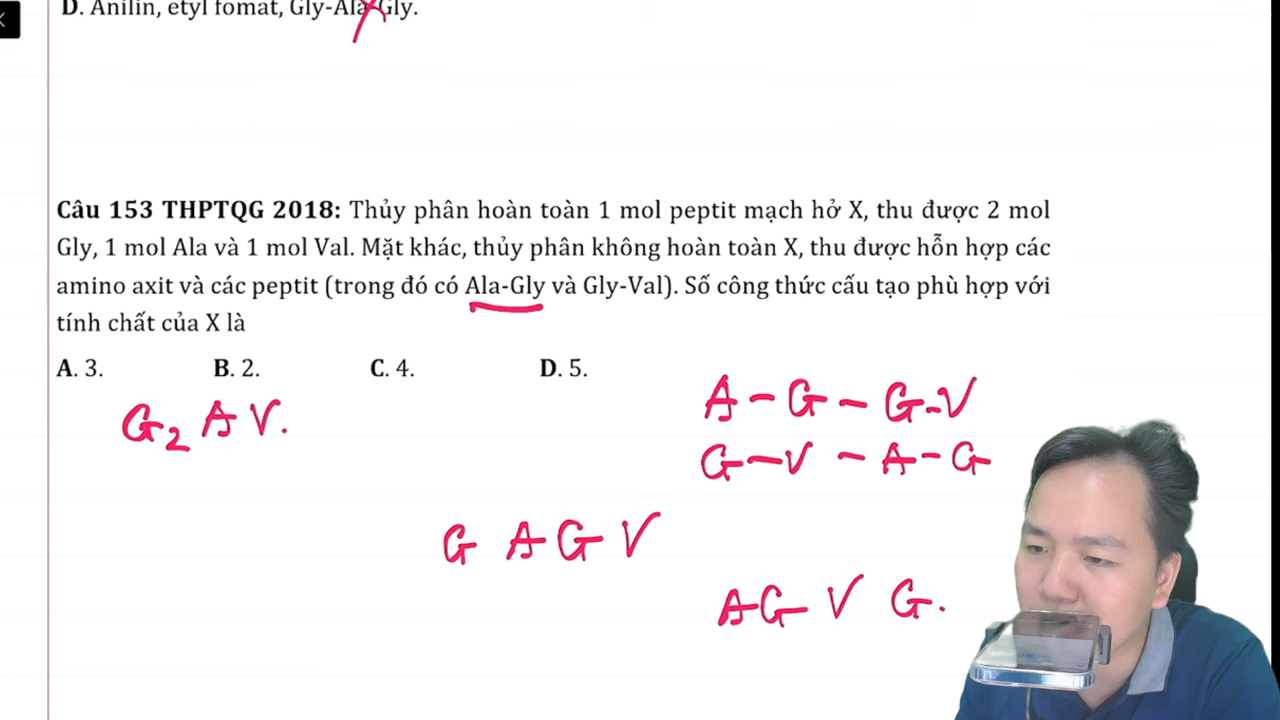 D. Anilin, etyl fomat, Gly-Ala-Gly.
Câu 153 THPTQG 2018: Thủy phân hoàn toàn 1 mol peptit mạch hở X, thu được 2 mol
Gly, 1 mol Ala và 1 mol Val. Mặt khác, thủy phân không hoàn toàn X, thu được hỗn hợp các
amino axit và các peptit (trong đó có Ala-Gly và Gly-Val). Số công thức cấu tạo phù hợp với
tính chất của X là
A. 3. B. 2. C. 4. D. 5.
G2 A V.
A - G - G - V
G - V - A - G
G A G V
AG V G.